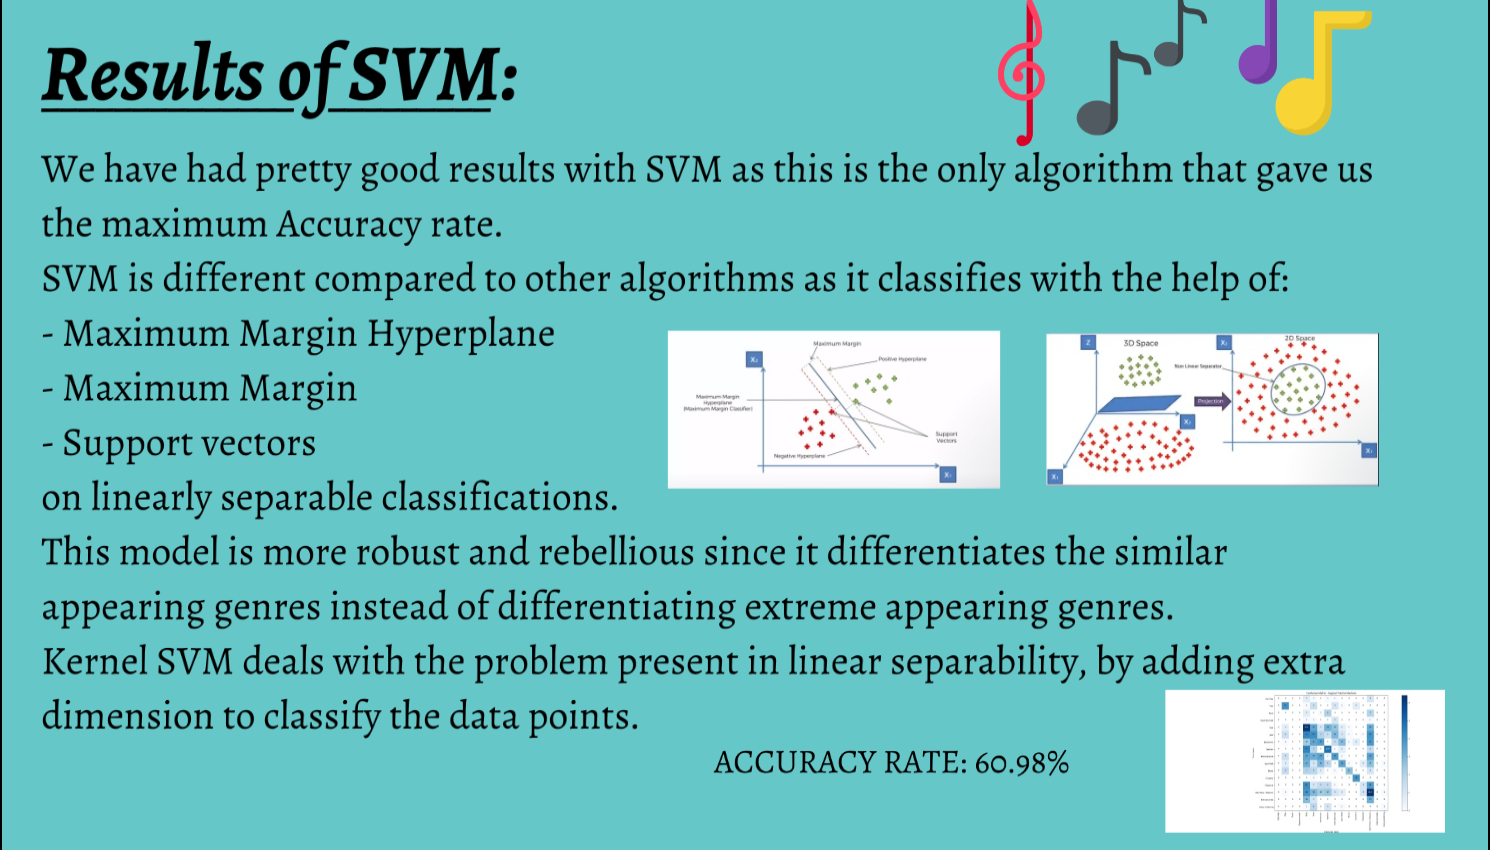 Results of SVM:
We have had pretty good results with SVM as this is the only algorithm that gave us
the maximum Accuracy rate.
SVM is different compared to other algorithms as it classifies with the help of:
- Maximum Margin Hyperplane
- Maximum Margin
- Support vectors
on linearly separable classifications.
Maximum Margin
X₂
Positive Hyperplane
Maximum Margin
Hyperplane
(Maximum Margin Classifier)
Support
Vectors
Negative Hyperplane
X₁
Z
3D Space
X₂
2D Space
Non Linear Separator
Projection
X₂
X₁
X₁
This model is more robust and rebellious since it differentiates the similar
appearing genres instead of differentiating extreme appearing genres.
Kernel SVM deals with the problem present in linear separability, by adding extra
dimension to classify the data points.
ACCURACY RATE: 60.98%